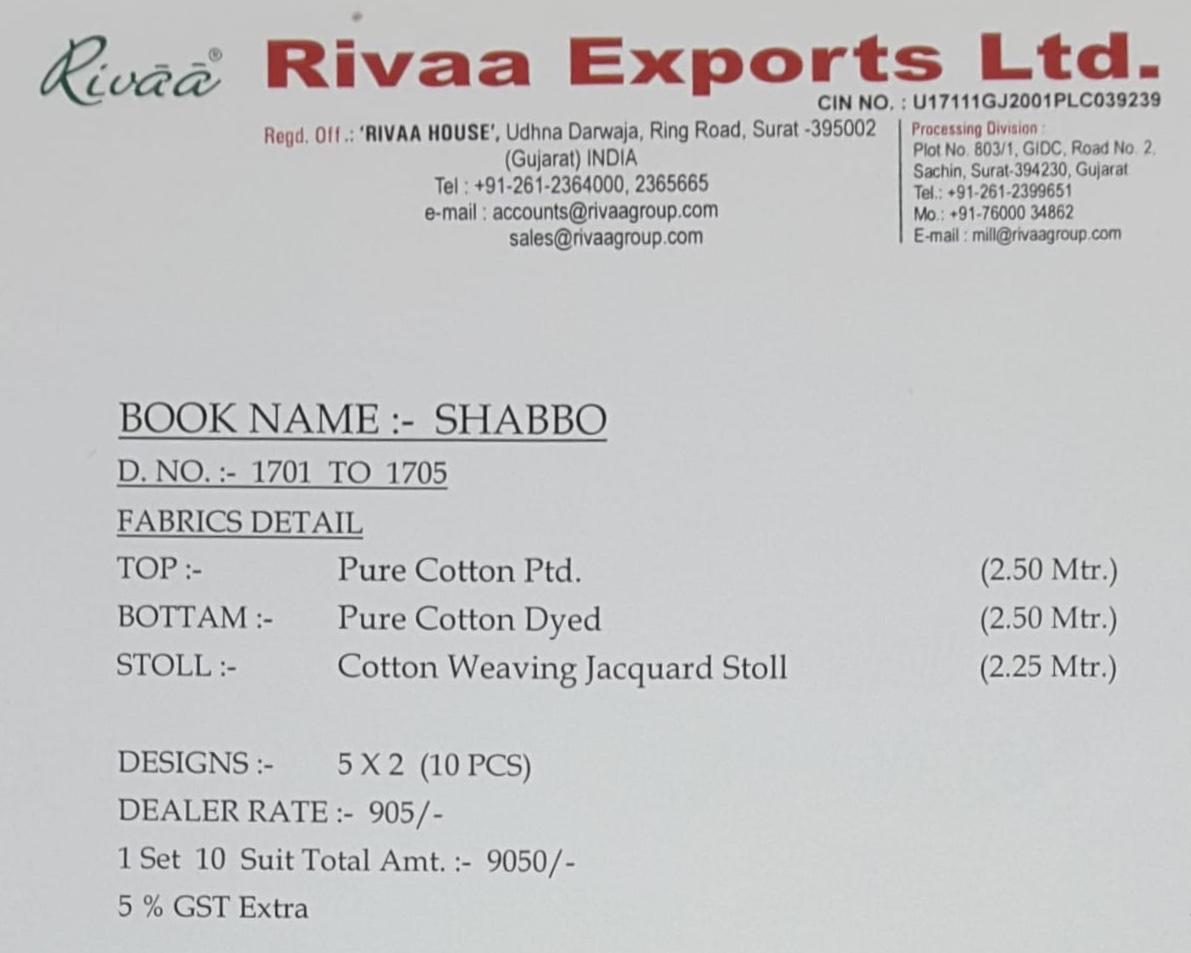 Rivāā® Rivaa Exports Ltd.
CIN NO. : U17111GJ2001PLC039239
Regd. Off.: 'RIVAA HOUSE', Udhna Darwaja, Ring Road, Surat -395002
(Gujarat) INDIA
Tel : +91-261-2364000, 2365665
e-mail : accounts@rivaagroup.com
sales@rivaagroup.com
Processing Division :
Plot No. 803/1, GIDC, Road No. 2,
Sachin, Surat-394230, Gujarat
Tel.: +91-261-2399651
Mo.: +91-76000 34862
E-mail : mill@rivaagroup.com
BOOK NAME :- SHABBO
D. NO. :- 1701 TO 1705
FABRICS DETAIL
TOP :- Pure Cotton Ptd. (2.50 Mtr.)
BOTTAM :- Pure Cotton Dyed (2.50 Mtr.)
STOLL :- Cotton Weaving Jacquard Stoll (2.25 Mtr.)
DESIGNS :- 5 X 2 (10 PCS)
DEALER RATE :- 905/-
1 Set 10 Suit Total Amt. :- 9050/-
5 % GST Extra